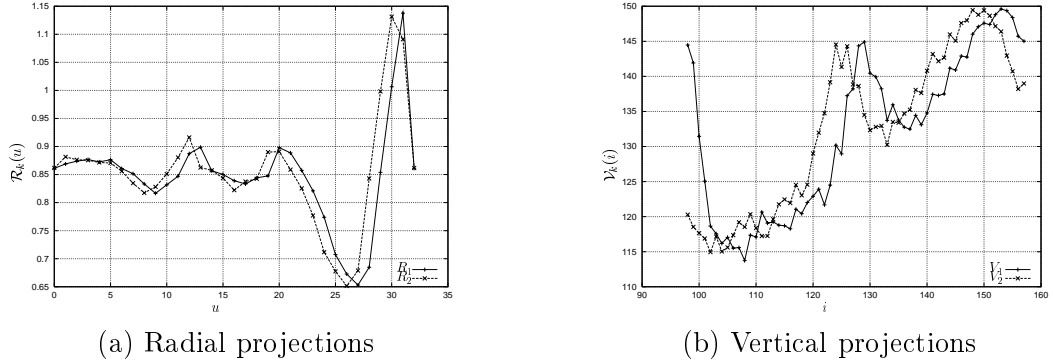 1.15
1.1
1.05
1
0.95
0.9
0.85
0.8
0.75
0.7
0.65
0 5 10 15 20 25 30 35
u
R_k(u)
R_1
R_2
(a) Radial projections
150
145
140
135
130
125
120
115
110
90 100 110 120 130 140 150 160
i
V_k(i)
V_1
V_2
(b) Vertical projections